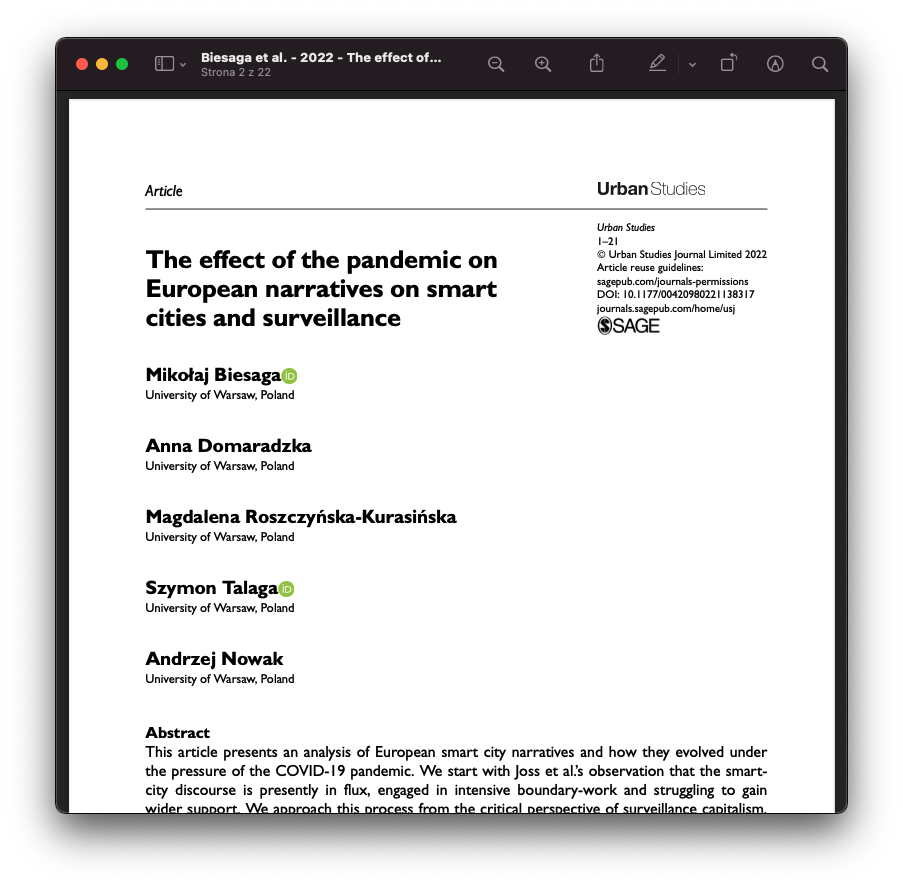 Biesaga et al. - 2022 - The effect of...
Strona 2 z 22
Article
Urban Studies
Urban Studies
1–21
© Urban Studies Journal Limited 2022
Article reuse guidelines:
sagepub.com/journals-permissions
DOI: 10.1177/00420980221138317
journals.sagepub.com/home/usj
SAGE
The effect of the pandemic on
European narratives on smart
cities and surveillance
Mikołaj Biesaga iD
University of Warsaw, Poland
Anna Domaradzka
University of Warsaw, Poland
Magdalena Roszczyńska-Kurasińska
University of Warsaw, Poland
Szymon Talaga iD
University of Warsaw, Poland
Andrzej Nowak
University of Warsaw, Poland
Abstract
This article presents an analysis of European smart city narratives and how they evolved under
the pressure of the COVID-19 pandemic. We start with Joss et al.'s observation that the smart-
city discourse is presently in flux, engaged in intensive boundary-work and struggling to gain
wider support. We approach this process from the critical perspective of surveillance capitalism,